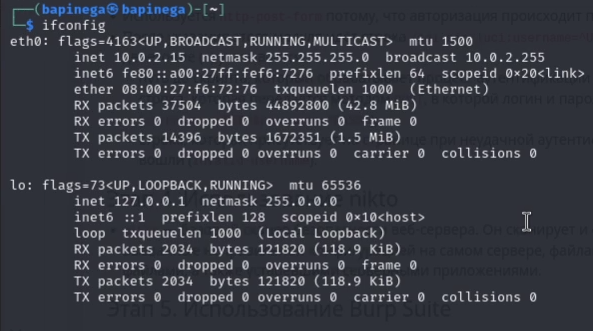 ┌──(bapinega㉿bapinega)-[~]
└─$ ifconfig
eth0: flags=4163<UP,BROADCAST,RUNNING,MULTICAST>  mtu 1500
        inet 10.0.2.15  netmask 255.255.255.0  broadcast 10.0.2.255
        inet6 fe80::a00:27ff:fef6:7276  prefixlen 64  scopeid 0×20<link>
        ether 08:00:27:f6:72:76  txqueuelen 1000  (Ethernet)
        RX packets 37504  bytes 44892800 (42.8 MiB)
        RX errors 0  dropped 0  overruns 0  frame 0
        TX packets 14396  bytes 1672351 (1.5 MiB)
        TX errors 0  dropped 0 overruns 0  carrier 0  collisions 0
lo: flags=73<UP,LOOPBACK,RUNNING>  mtu 65536
        inet 127.0.0.1  netmask 255.0.0.0
        inet6 ::1  prefixlen 128  scopeid 0×10<host>
        loop  txqueuelen 1000  (Local Loopback)
        RX packets 2034  bytes 121820 (118.9 KiB)
        RX errors 0  dropped 0  overruns 0  frame 0
        TX packets 2034  bytes 121820 (118.9 KiB)
        TX errors 0  dropped 0 overruns 0  carrier 0  collisions 0
Этап 5. Использование Burp Suite